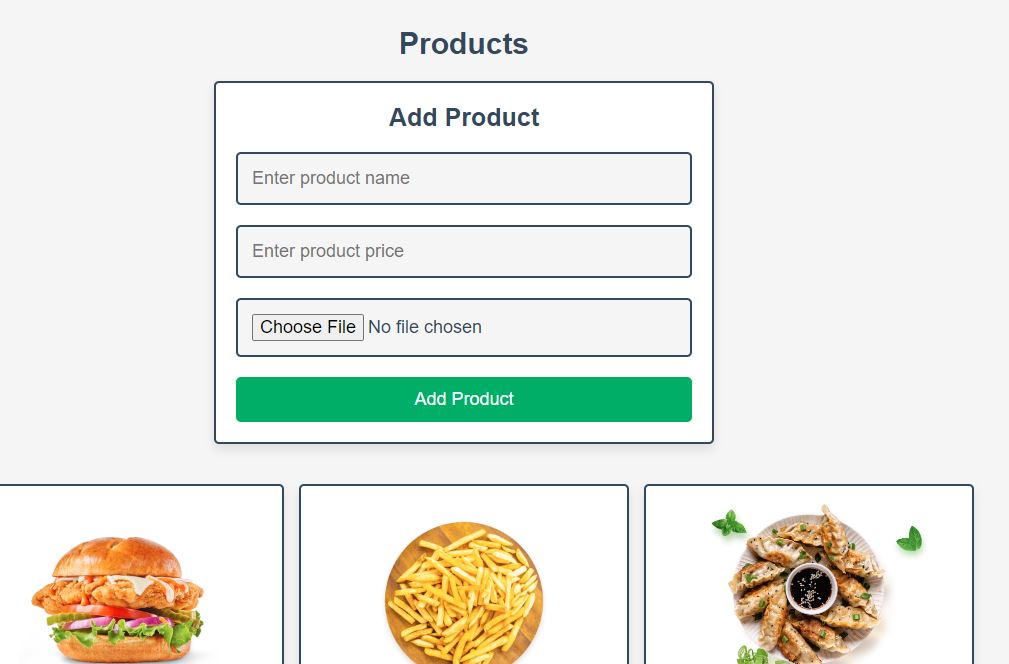 Products
Add Product
Enter product name
Enter product price
Choose File No file chosen
Add Product